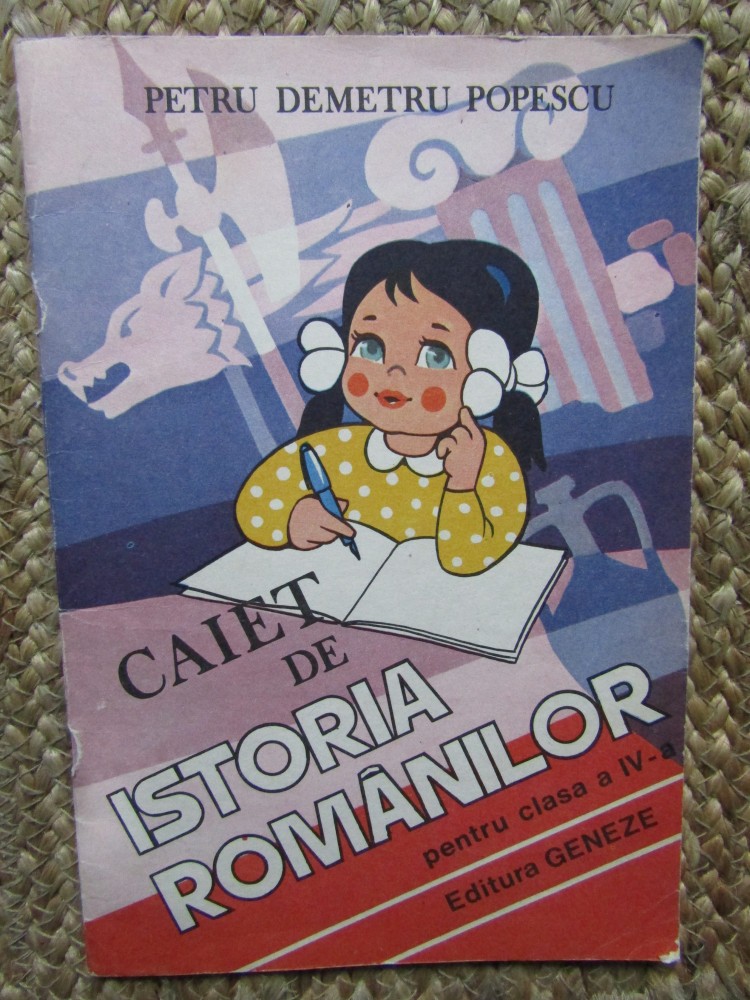 PETRU DEMETRU POPESCU
CAIET
DE
ISTORIA
ROMÂNILOR
pentru clasa a IV-a
Editura GENEZE